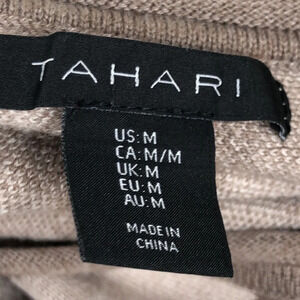 TAHARI
US: M
CA: M/M
UK: M
EU: M
AU: M
MADE IN
CHINA